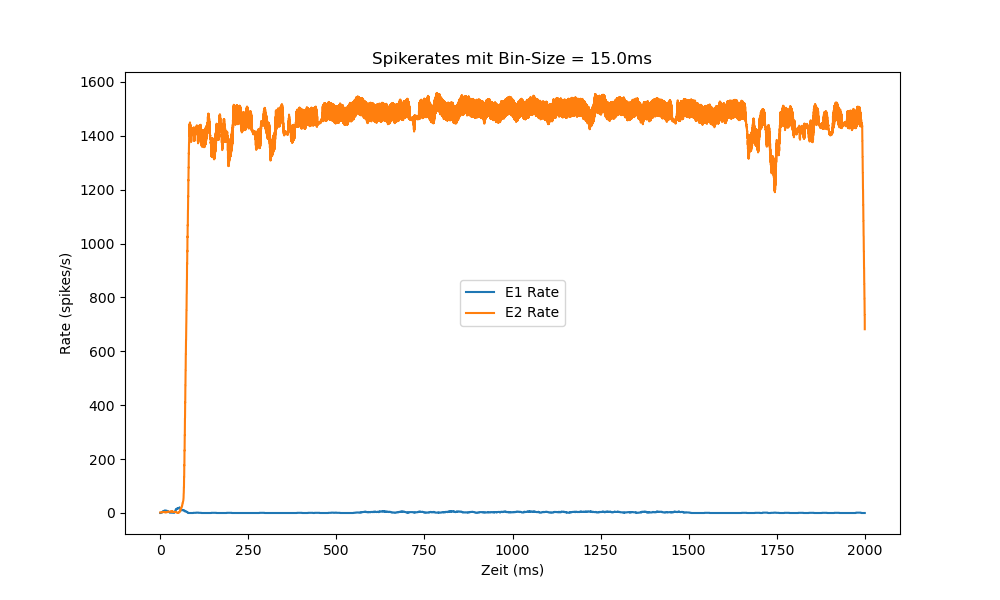 Spikerates mit Bin-Size = 15.0ms
1600
1400
1200
1000
800
600
400
200
0
Rate (spikes/s)
E1 Rate
E2 Rate
0 250 500 750 1000 1250 1500 1750 2000
Zeit (ms)